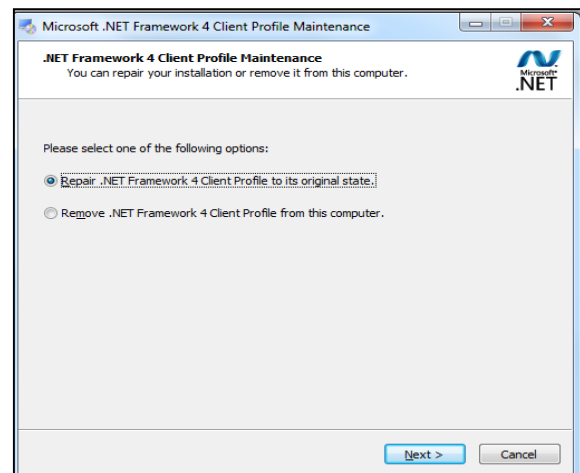 Microsoft .NET Framework 4 Client Profile Maintenance
.NET Framework 4 Client Profile Maintenance
You can repair your installation or remove it from this computer.
Microsoft®
.NET
Please select one of the following options:
Repair .NET Framework 4 Client Profile to its original state.
Remove .NET Framework 4 Client Profile from this computer.
Next >
Cancel